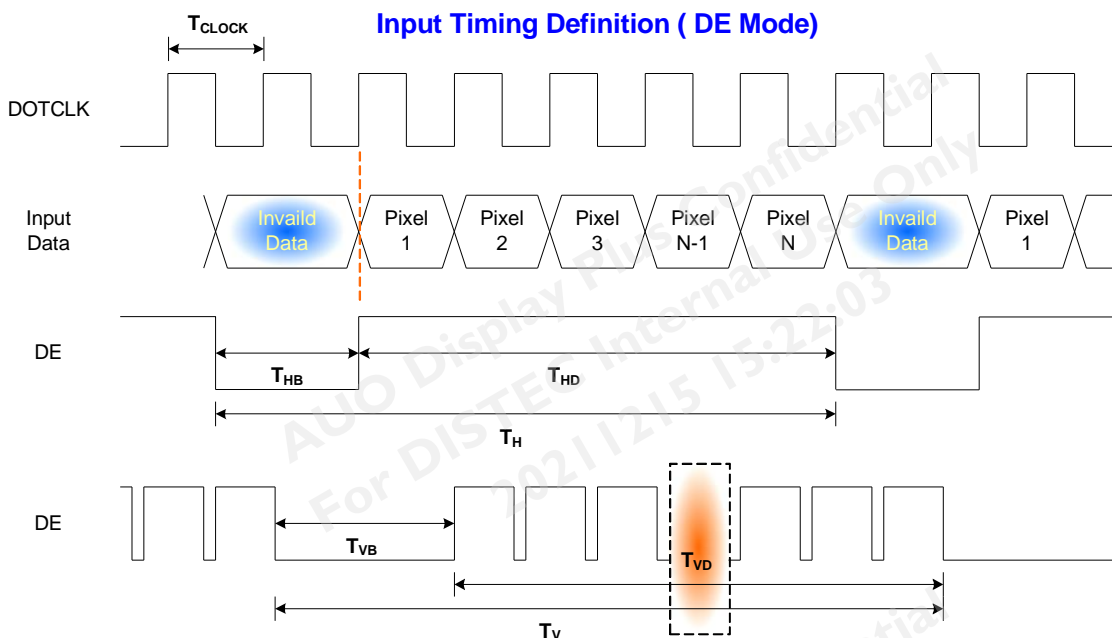 Input Timing Definition ( DE Mode)
TCLOCK
DOTCLK
Input
Data
Invaild
Data
Pixel
1
Pixel
2
Pixel
3
Pixel
N-1
Pixel
N
Invaild
Data
Pixel
1
DE
THB
THD
TH
DE
TVB
TVD
TV
AUO Display Plus Confidential
For DISTEC Internal Use Only
20211215 15:22:03